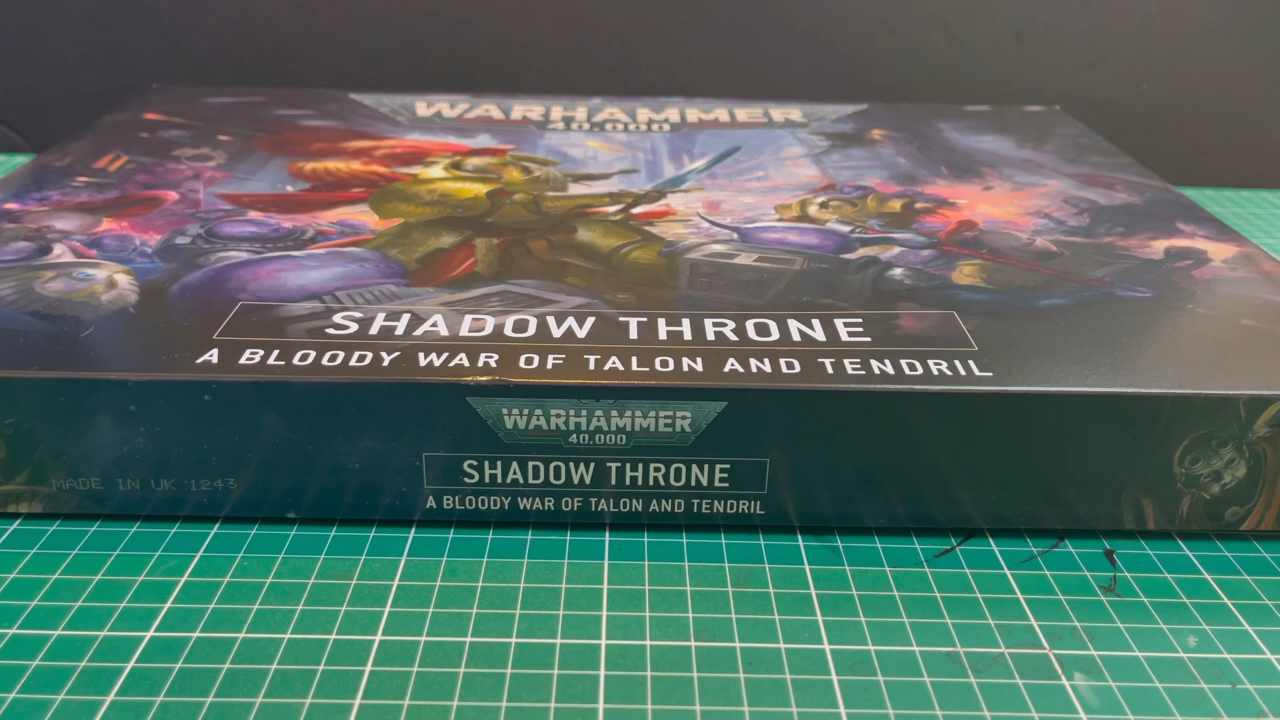 WARHAMMER
40,000
SHADOW THRONE
A BLOODY WAR OF TALON AND TENDRIL
WARHAMMER
40,000
SHADOW THRONE
A BLOODY WAR OF TALON AND TENDRIL
MADE IN UK :1243